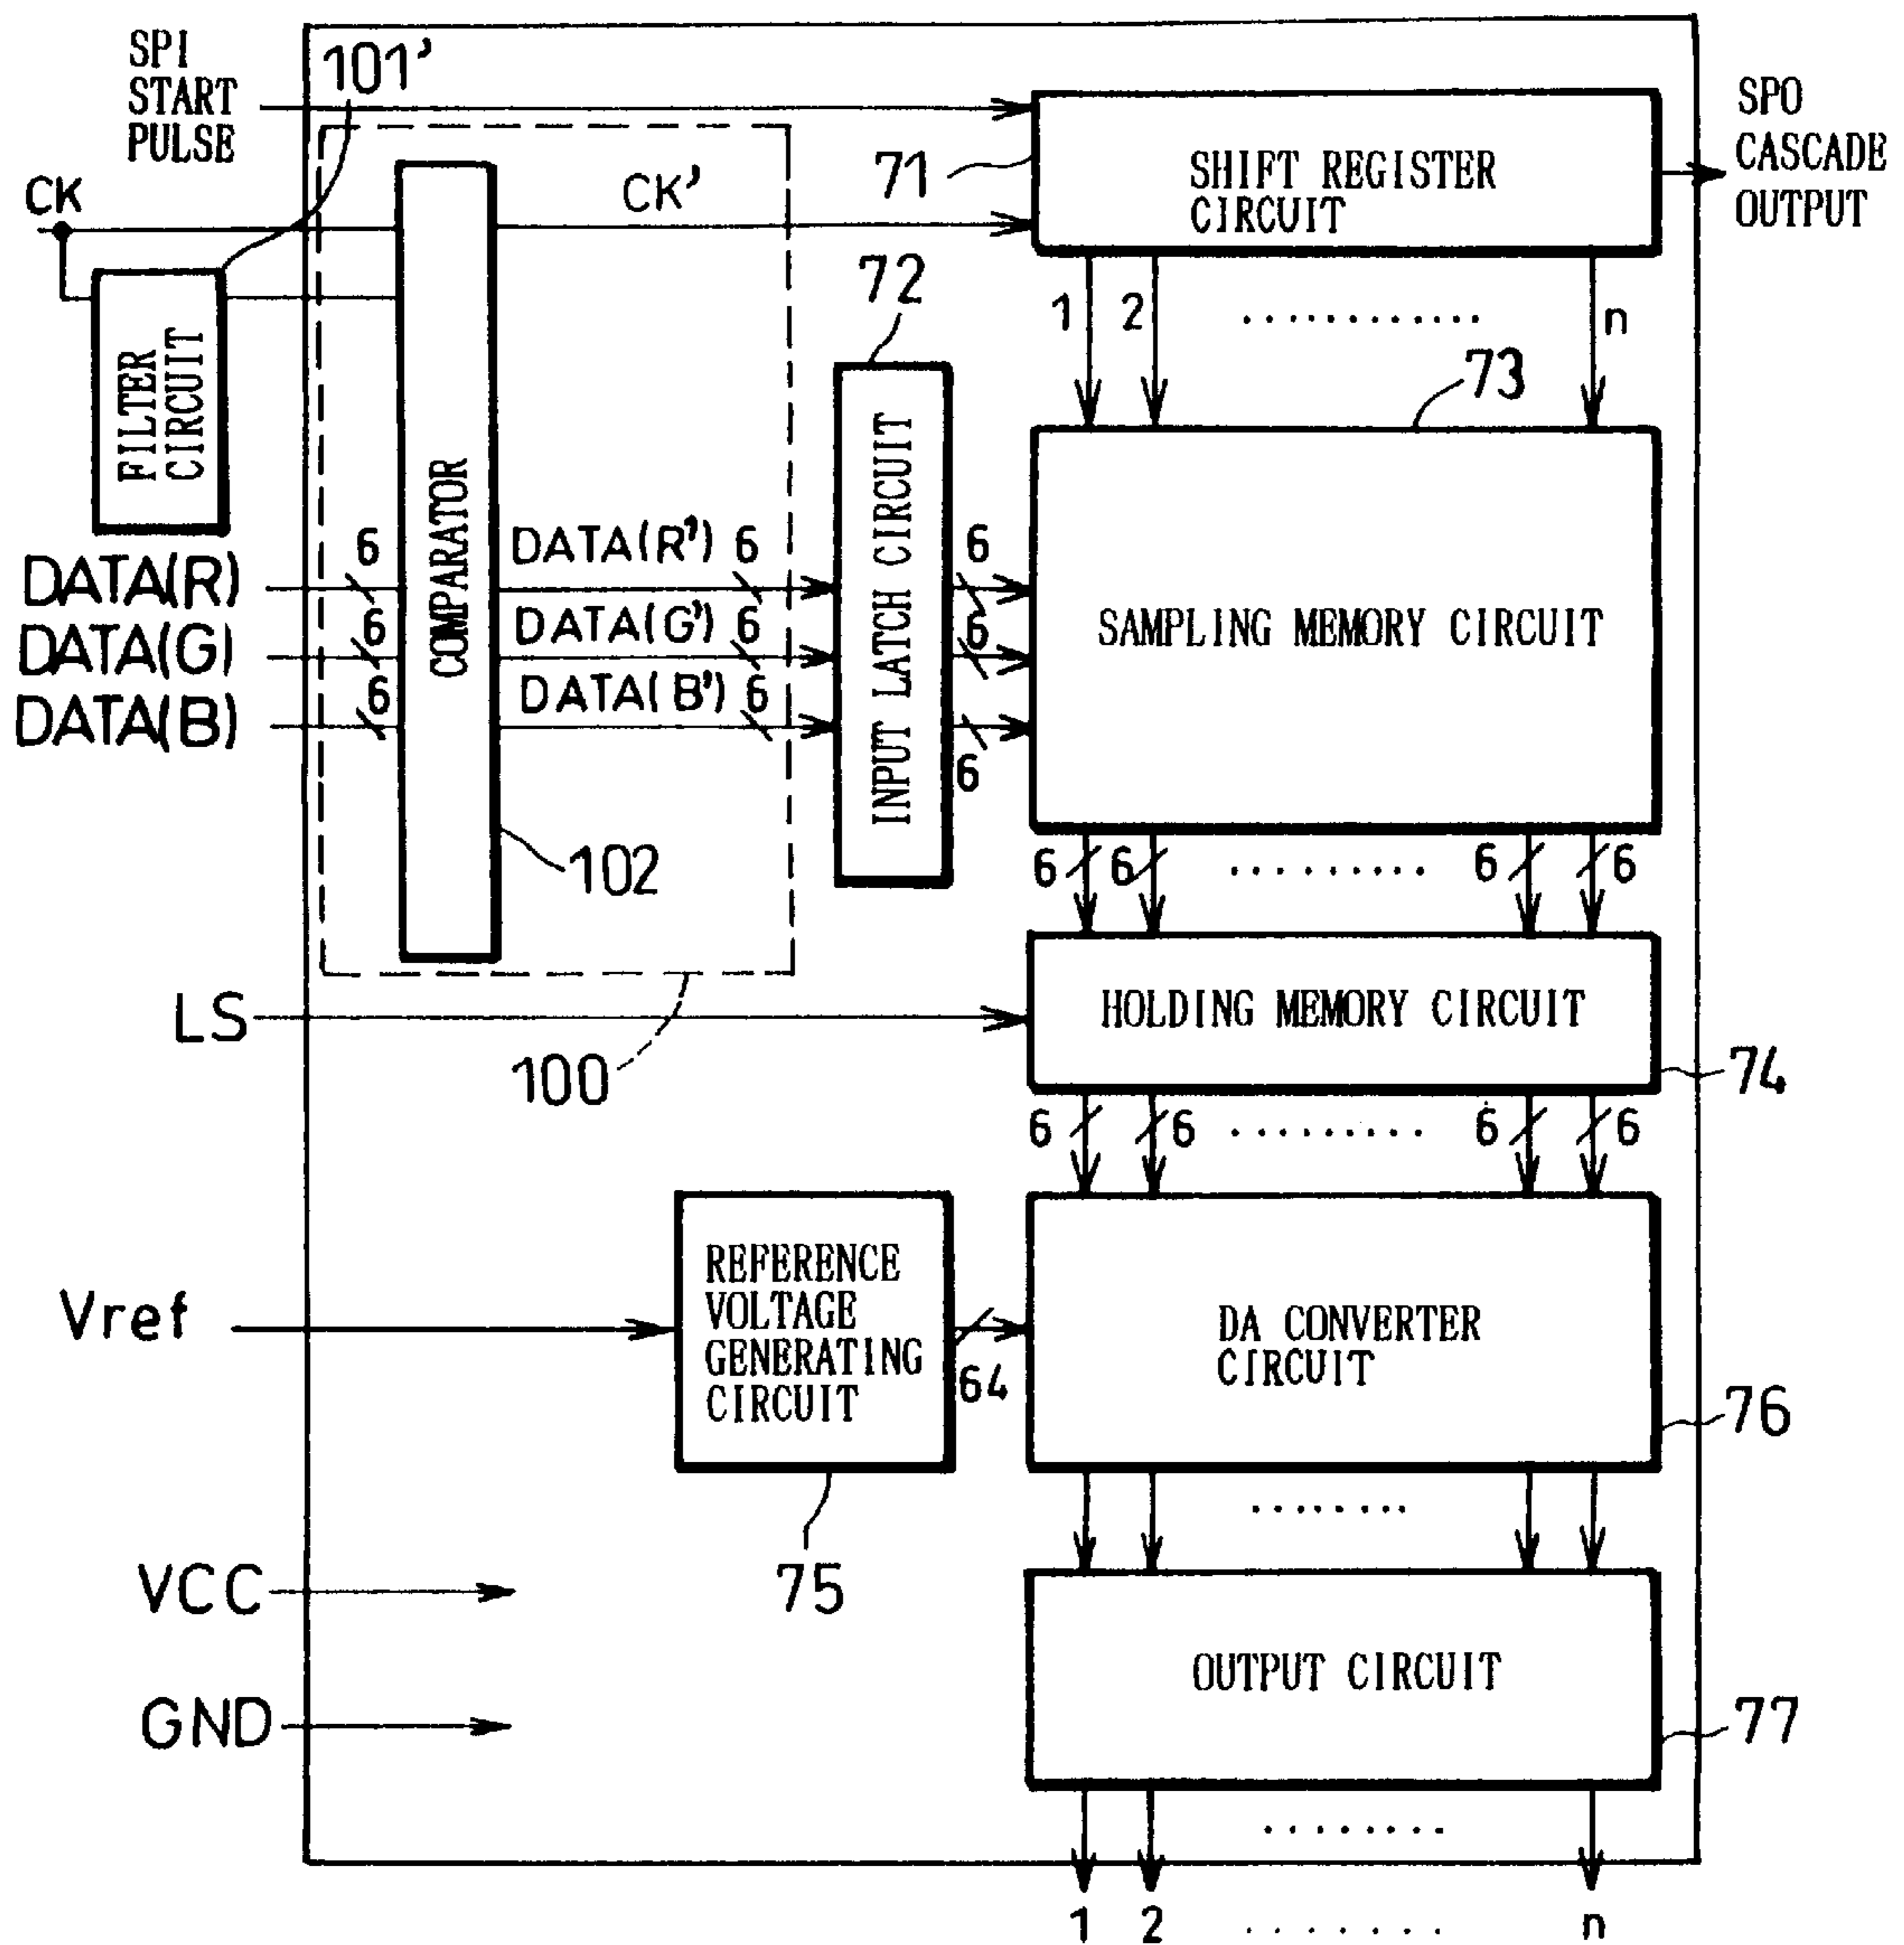 SPI
START
PULSE
101'
SPO
CASCADE
OUTPUT
CK
CK'
71
SHIFT REGISTER
CIRCUIT
FILTER
CIRCUIT
72
1
2
............
n
73
COMPARATOR
INPUT LATCH CIRCUIT
SAMPLING MEMORY CIRCUIT
DATA(R)
6
DATA(R')
6
6
DATA(G)
6
DATA(G')
6
6
DATA(B)
6
DATA(B')
6
6
102
6
6
.........
6
6
LS
100
HOLDING MEMORY CIRCUIT
74
6
6
.........
6
6
Vref
REFERENCE
VOLTAGE
GENERATING
CIRCUIT
64
DA CONVERTER
CIRCUIT
76
75
........
VCC
GND
OUTPUT CIRCUIT
77
........
1
2
........
n